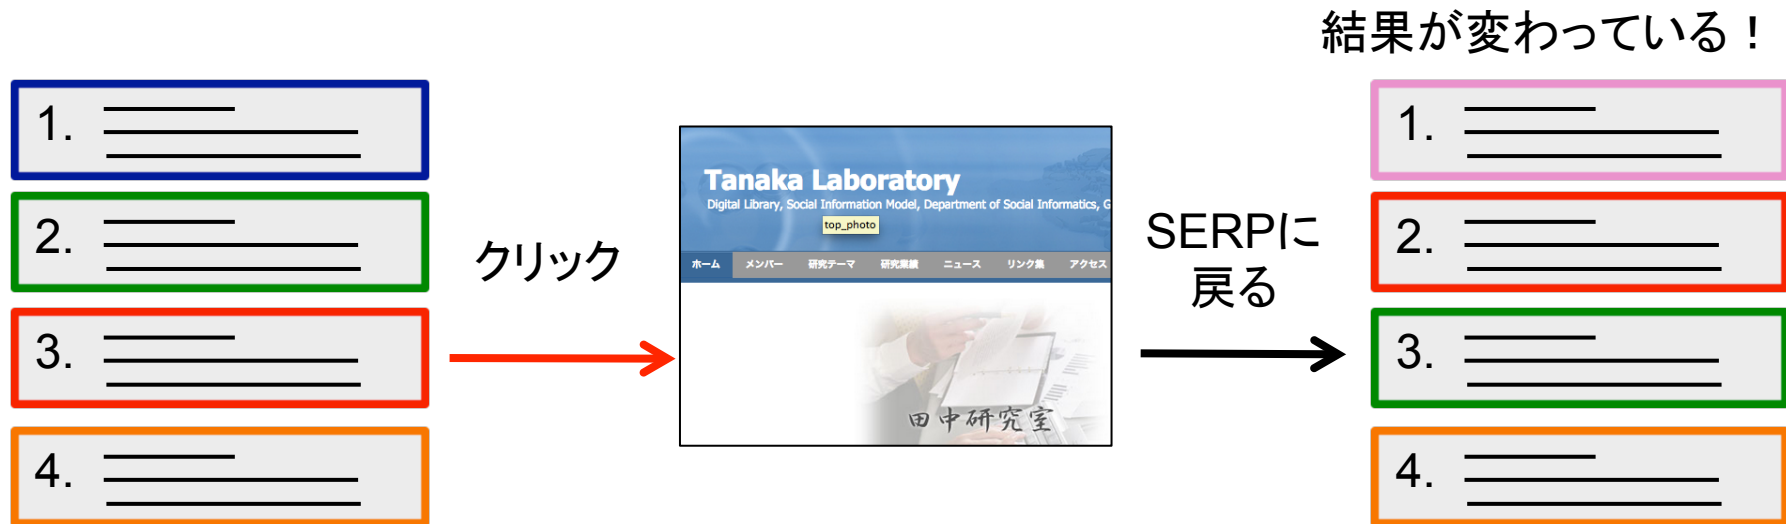 結果が変わっている！
1.
2.
3.
4.
クリック
Tanaka Laboratory
Digital Library, Social Information Model, Department of Social Informatics, G
top_photo
ホーム メンバー 研究テーマ 研究業績 ニュース リンク集 アクセス
田中研究室
SERPに
戻る
1.
2.
3.
4.